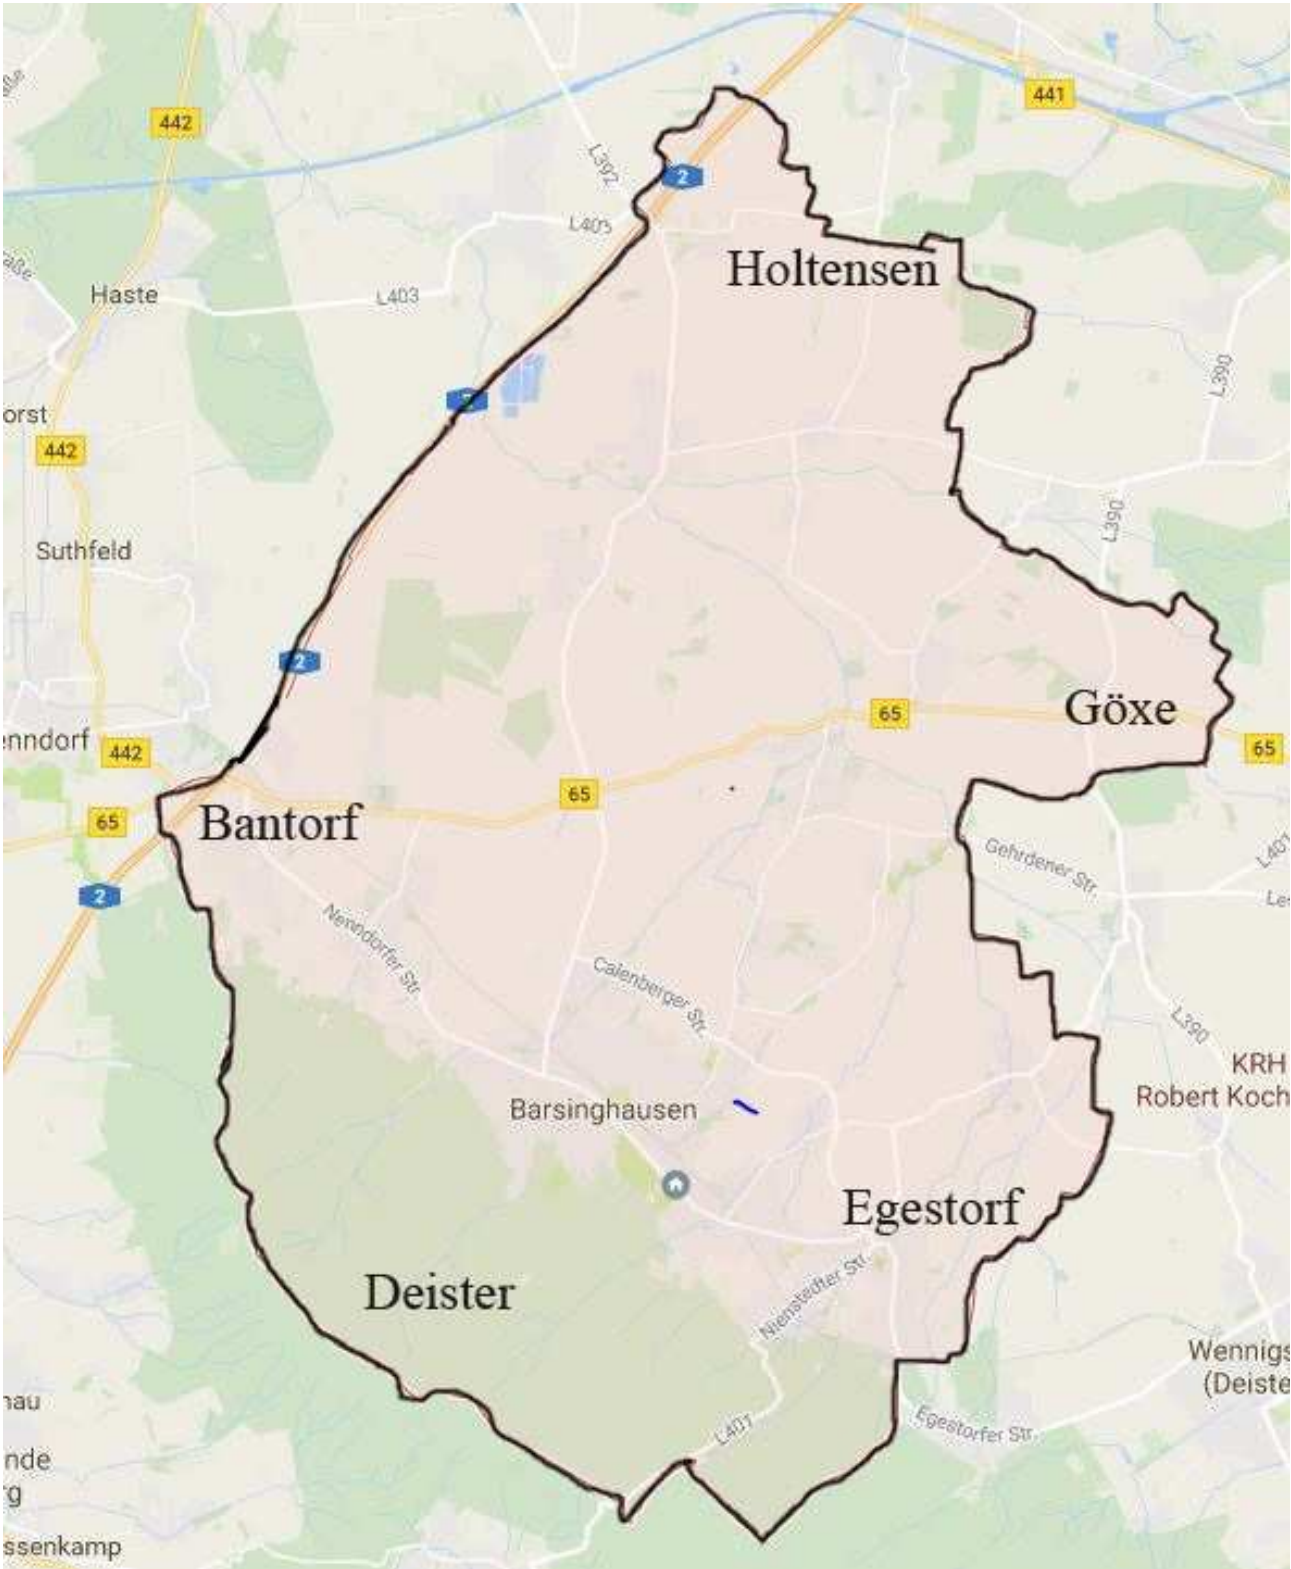 441
442
L392
2
L405
Holtensen
Haste
L403
L390
2
orst
442
Suthfeld
L390
2
Göxe
65
enndorf
442
65
65
65
Bantorf
Gehrdener Str.
L401
2
Nenndorfer Str.
Calenberger Str.
L390
KRH
Robert Koch
Barsinghausen
Egestorf
Deister
Nienstedter Str.
Wennigs
(Deiste
nau
L401
Egestorfer Str.
nde
rg
ssenkamp